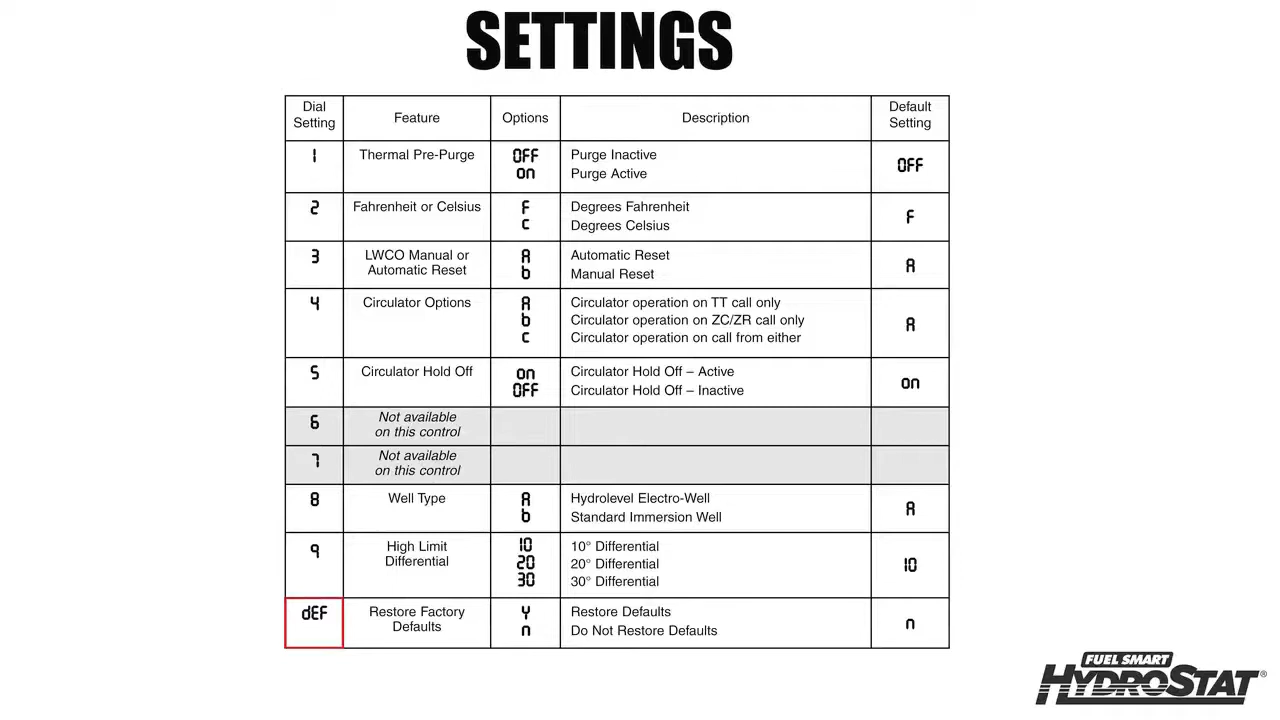 SETTINGS
Dial Setting | Feature | Options | Description | Default Setting
1 | Thermal Pre-Purge | OFF | Purge Inactive | OFF
on | Purge Active
2 | Fahrenheit or Celsius | F | Degrees Fahrenheit | F
c | Degrees Celsius
3 | LWCO Manual or | A | Automatic Reset | A
Automatic Reset | b | Manual Reset
4 | Circulator Options | A | Circulator operation on TT call only | A
b | Circulator operation on ZC/ZR call only
c | Circulator operation on call from either
5 | Circulator Hold Off | on | Circulator Hold Off – Active | on
OFF | Circulator Hold Off – Inactive
6 | Not available
on this control
7 | Not available
on this control
8 | Well Type | A | Hydrolevel Electro-Well | A
b | Standard Immersion Well
9 | High Limit | 10 | 10° Differential | 10
Differential | 20 | 20° Differential
30 | 30° Differential
dEF | Restore Factory | Y | Restore Defaults | n
Defaults | n | Do Not Restore Defaults
FUEL SMART
HYDROSTAT®